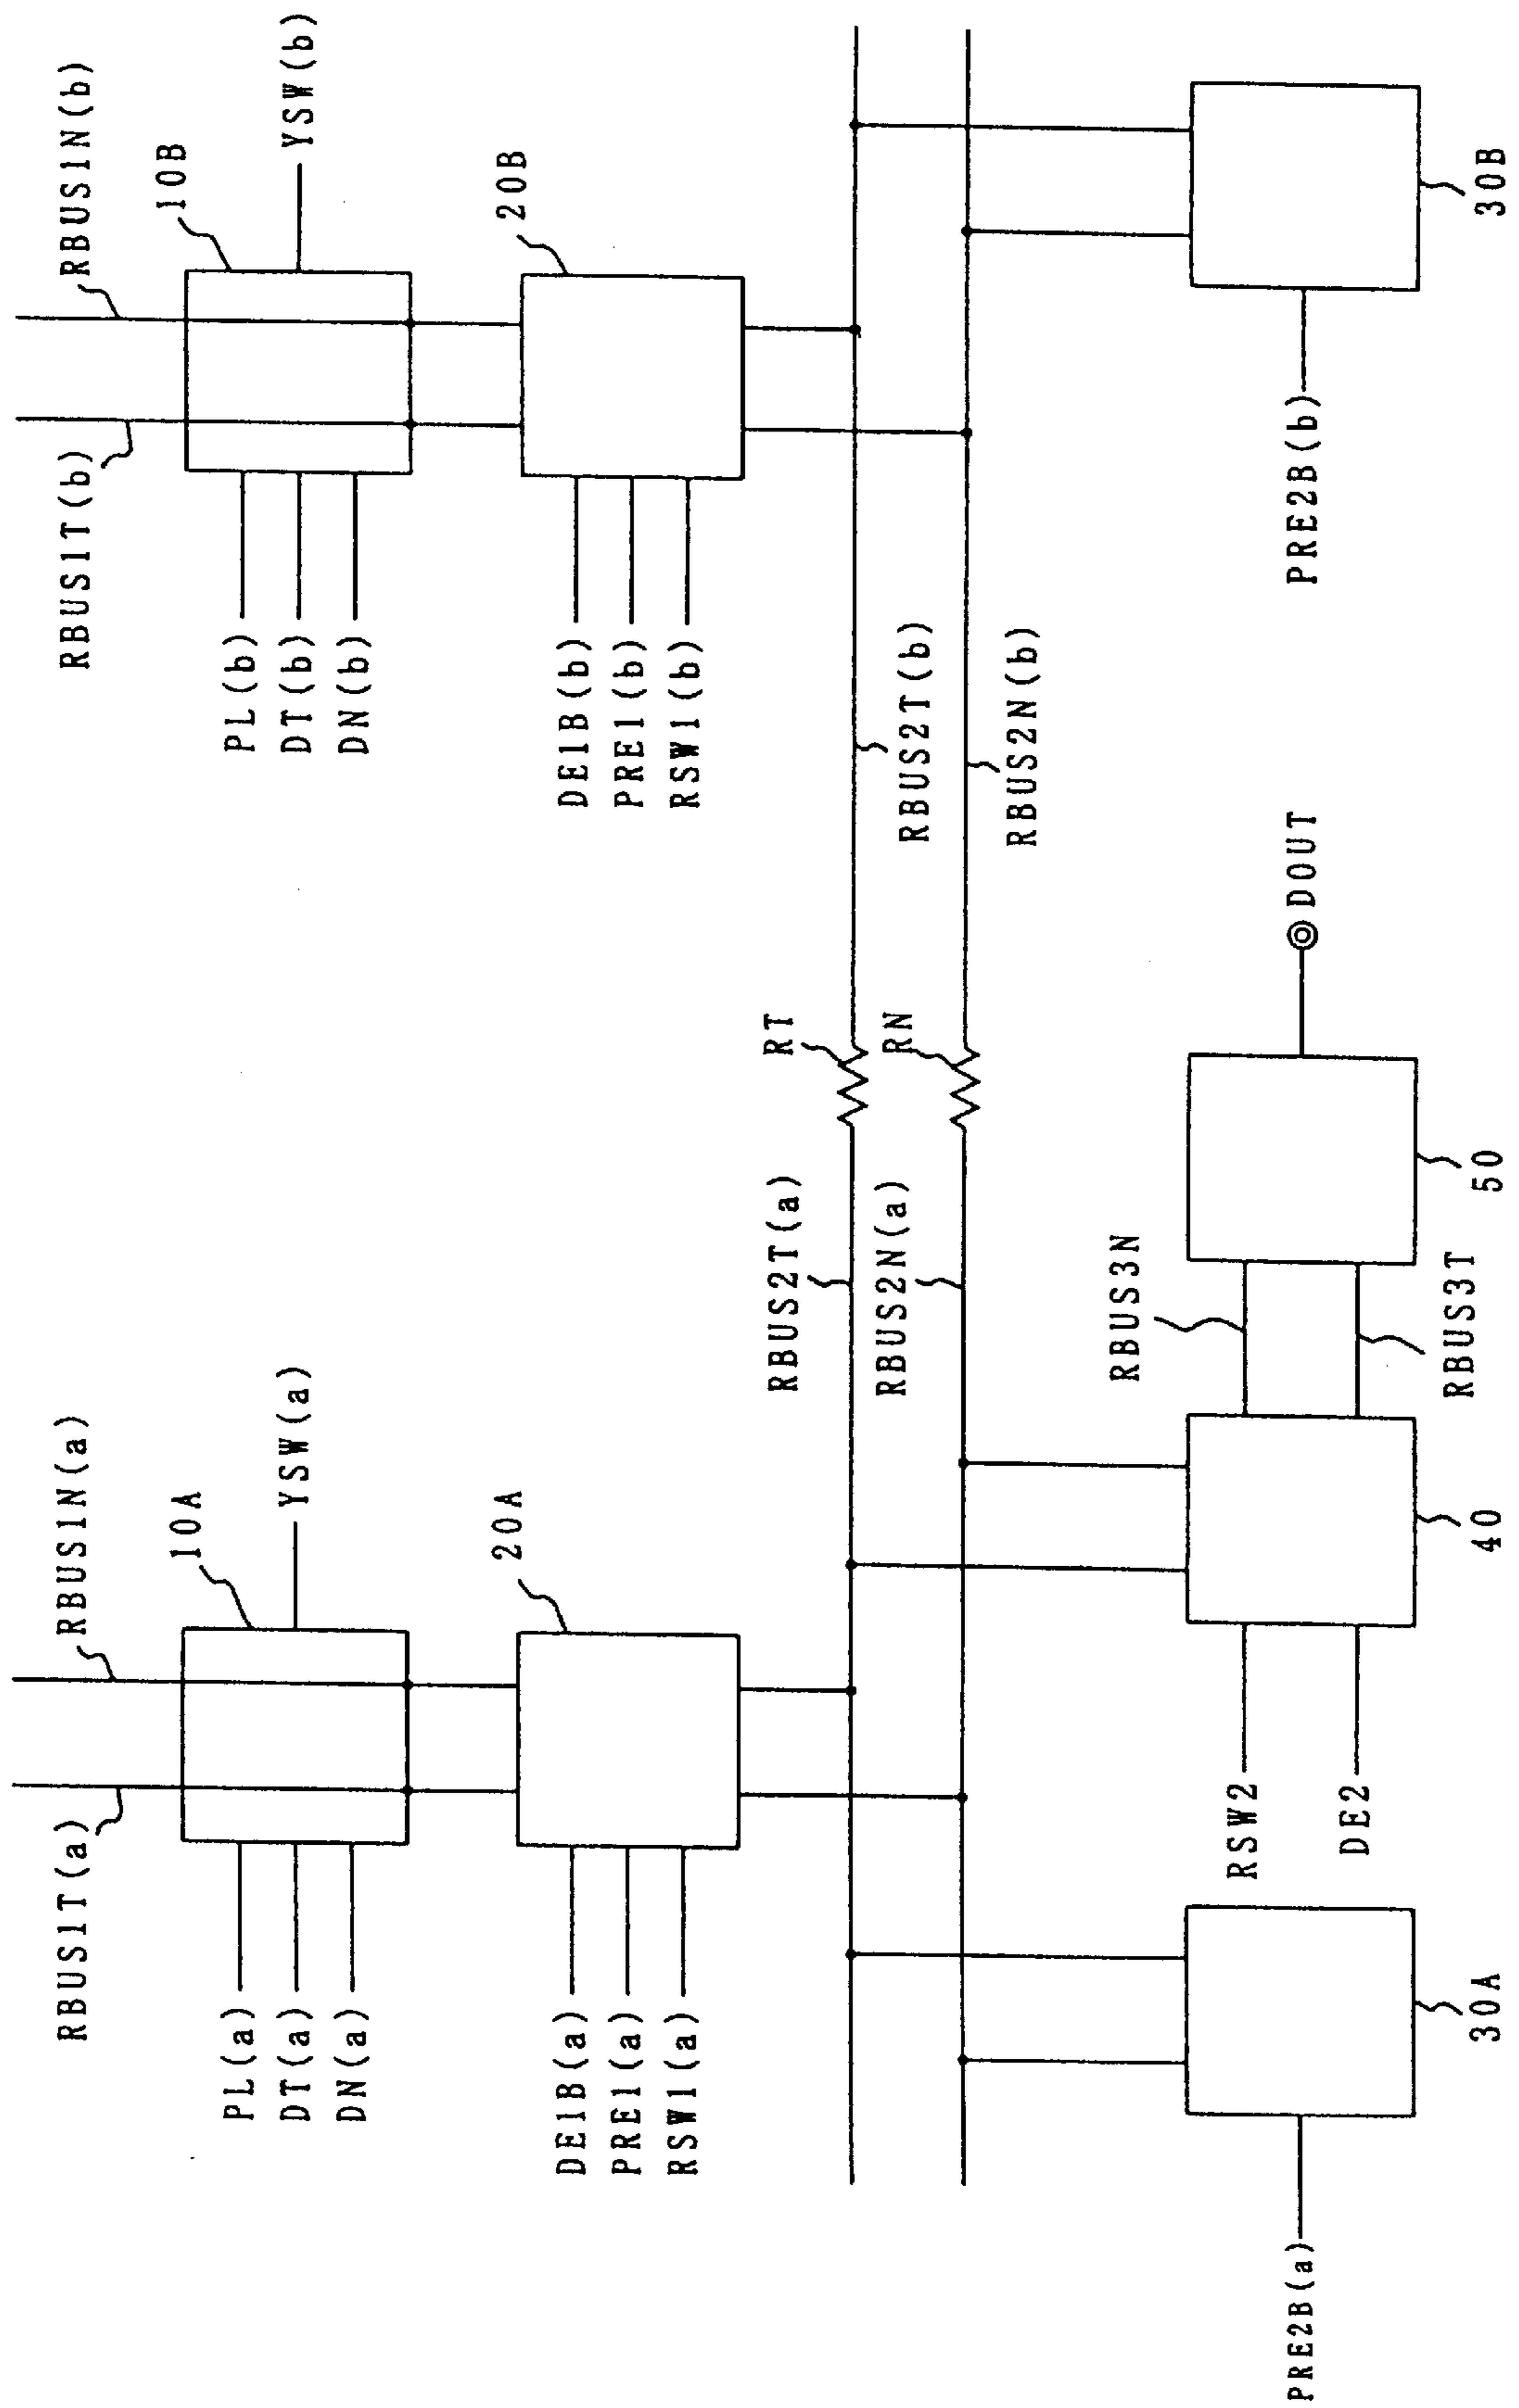 RBUS1T(a)
RBUS1N(a)
RBUS1T(b)
RBUS1N(b)
10A
YSW(a)
10B
YSW(b)
PL(a)
DT(a)
DN(a)
PL(b)
DT(b)
DN(b)
20A
20B
DE1B(a)
PRE1(a)
RSW1(a)
DE1B(b)
PRE1(b)
RSW1(b)
RBUS2T(a)
RT
RBUS2N(a)
RN
RBUS2T(b)
RBUS2N(b)
RBUS3N
PRE2B(a)
RSW2
DE2
DOUT
PRE2B(b)
RBUS3T
30A
40
50
30B